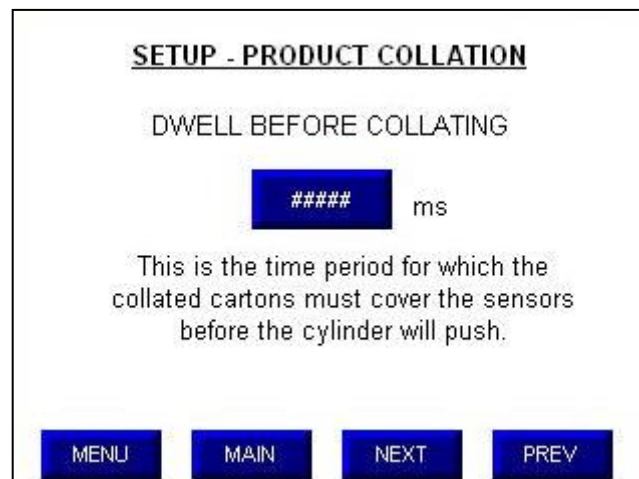 SETUP - PRODUCT COLLATION
DWELL BEFORE COLLATING
##### ms
This is the time period for which the
collated cartons must cover the sensors
before the cylinder will push.
MENU MAIN NEXT PREV